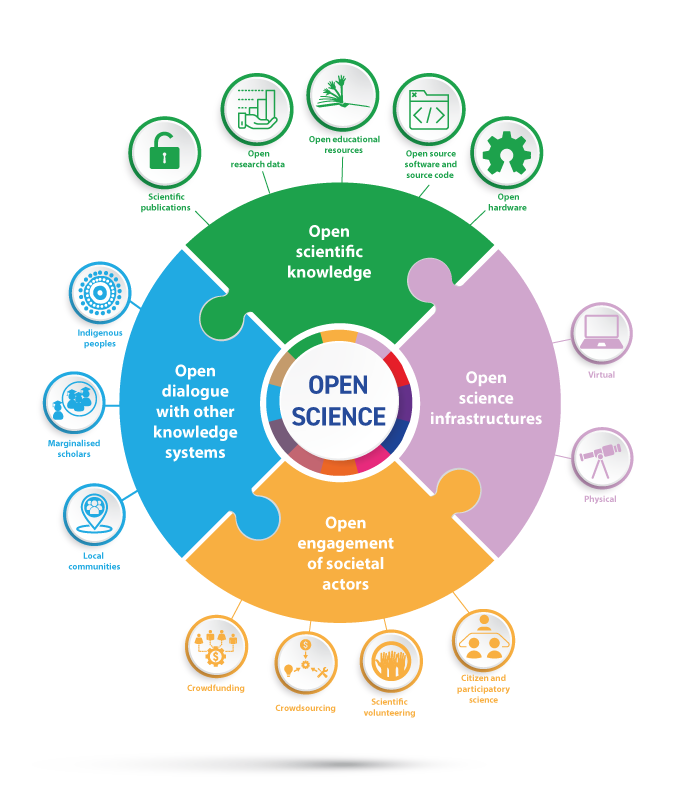 Open educational
resources
Open
research data
Open source
software and
source code
Scientific
publications
Open
hardware
Open
scientific
knowledge
Indigenous
peoples
Marginalised
scholars
Local
communities
Open
dialogue
with other
knowledge
systems
OPEN
SCIENCE
Open
science
infrastructures
Virtual
Physical
Open
engagement
of societal
actors
Crowdfunding
Crowdsourcing
Scientific
volunteering
Citizen and
participatory
science